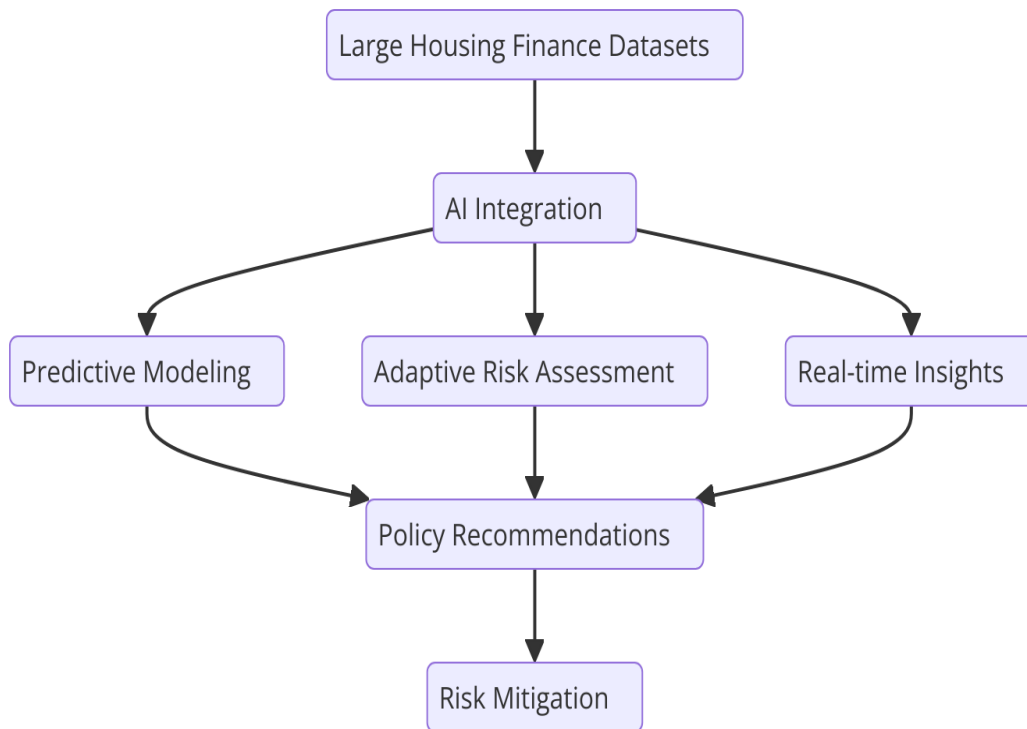 Large Housing Finance Datasets
AI Integration
Predictive Modeling
Adaptive Risk Assessment
Real-time Insights
Policy Recommendations
Risk Mitigation